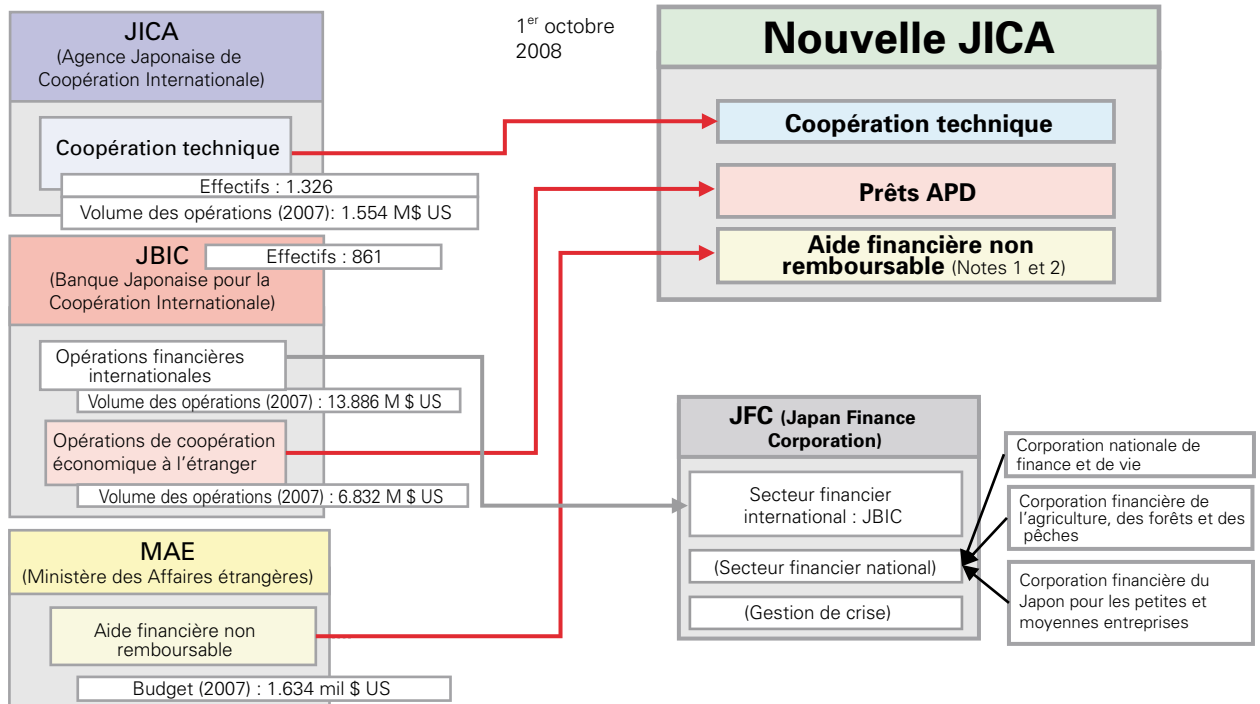 JICA
(Agence Japonaise de
Coopération Internationale)
Coopération technique
Effectifs : 1.326
Volume des opérations (2007): 1.554 M$ US
JBIC
Effectifs : 861
(Banque Japonaise pour la
Coopération Internationale)
Opérations financières
internationales
Volume des opérations (2007) : 13.886 M $ US
Opérations de coopération
économique à l'étranger
Volume des opérations (2007) : 6.832 M $ US
MAE
(Ministère des Affaires étrangères)
Aide financière non
remboursable
Budget (2007) : 1.634 mil $ US
1er octobre
2008
Nouvelle JICA
Coopération technique
Prêts APD
Aide financière non
remboursable (Notes 1 et 2)
JFC (Japan Finance
Corporation)
Secteur financier
international : JBIC
(Secteur financier national)
(Gestion de crise)
Corporation nationale de
finance et de vie
Corporation financière de
l'agriculture, des forêts et des
pêches
Corporation financière du
Japon pour les petites et
moyennes entreprises